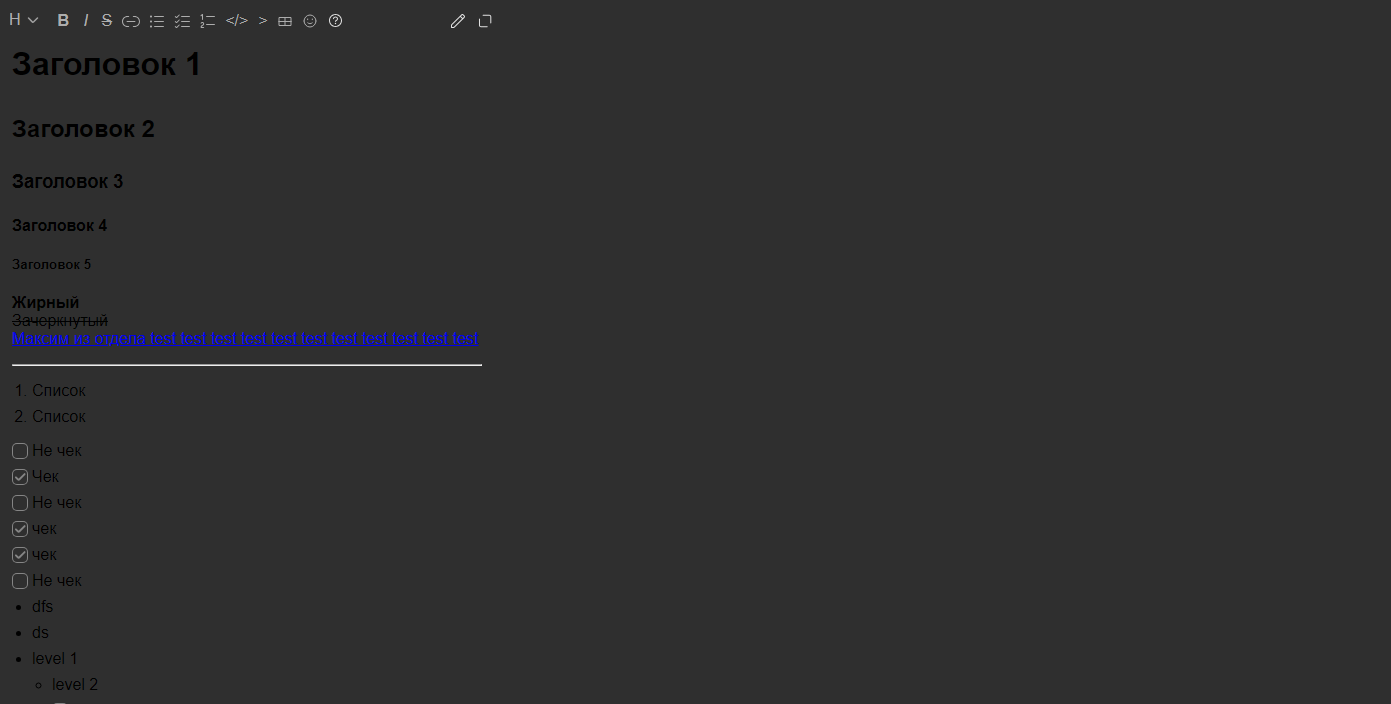 H B I S </> >
Заголовок 1
Заголовок 2
Заголовок 3
Заголовок 4
Заголовок 5
Жирный
Зачеркнутый
Максим из отдела test test test test test test test test test test test
1. Список
2. Список
Не чек
Чек
Не чек
чек
чек
Не чек
dfs
ds
level 1
level 2